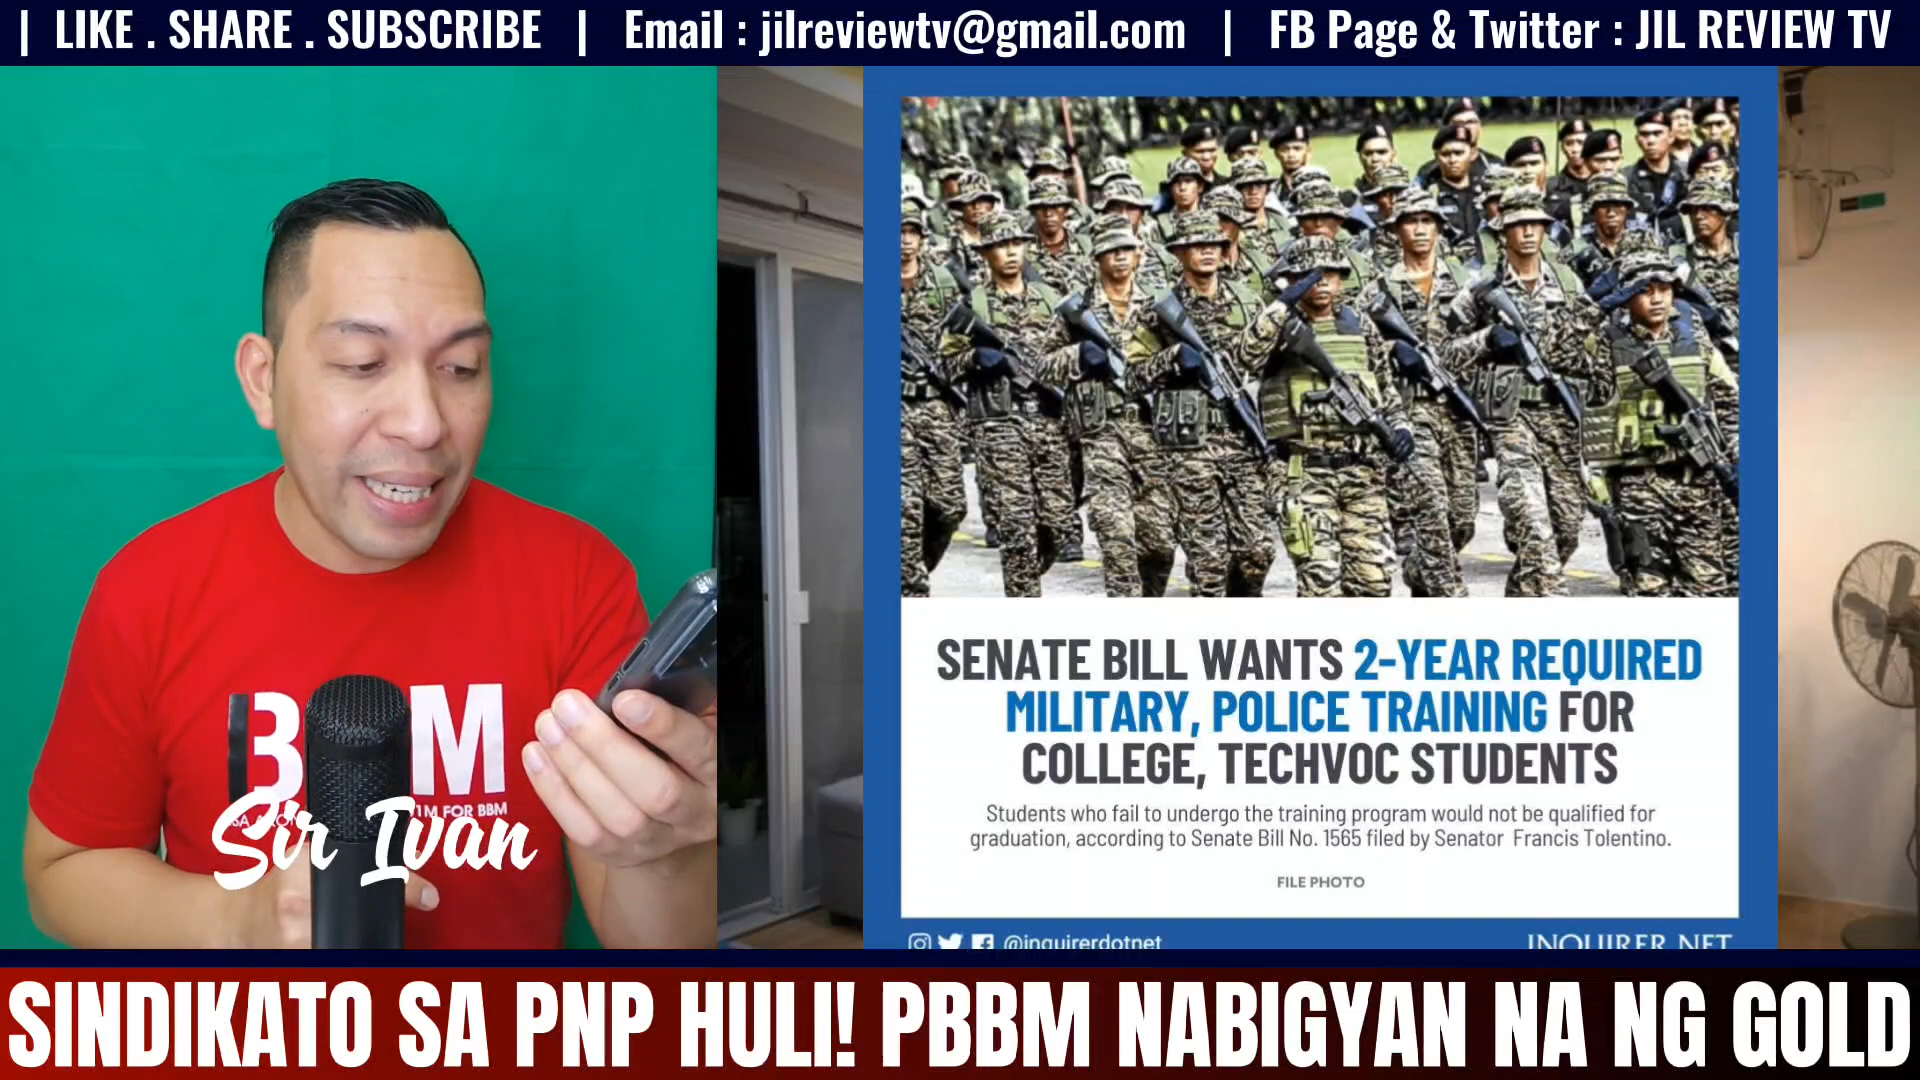 | LIKE . SHARE . SUBSCRIBE | Email : jilreviewtv@gmail.com | FB Page & Twitter : JIL REVIEW TV
SENATE BILL WANTS 2-YEAR REQUIRED
MILITARY, POLICE TRAINING FOR
COLLEGE, TECHVOC STUDENTS
Students who fail to undergo the training program would not be qualified for
graduation, according to Senate Bill No. 1565 filed by Senator Francis Tolentino.
FILE PHOTO
@inquirerdotnet
INQUIRER.NET
M
1M FOR BBM
Sir Ivan
SINDIKATO SA PNP HULI! PBBM NABIGYAN NA NG GOLD